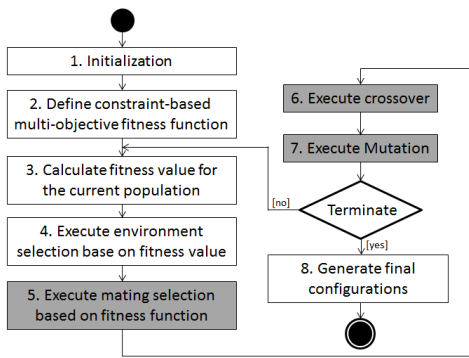 1. Initialization
2. Define constraint-based
multi-objective fitness function
3. Calculate fitness value for
the current population
4. Execute environment
selection base on fitness value
5. Execute mating selection
based on fitness function
6. Execute crossover
7. Execute Mutation
[no]
Terminate
[yes]
8. Generate final
configurations